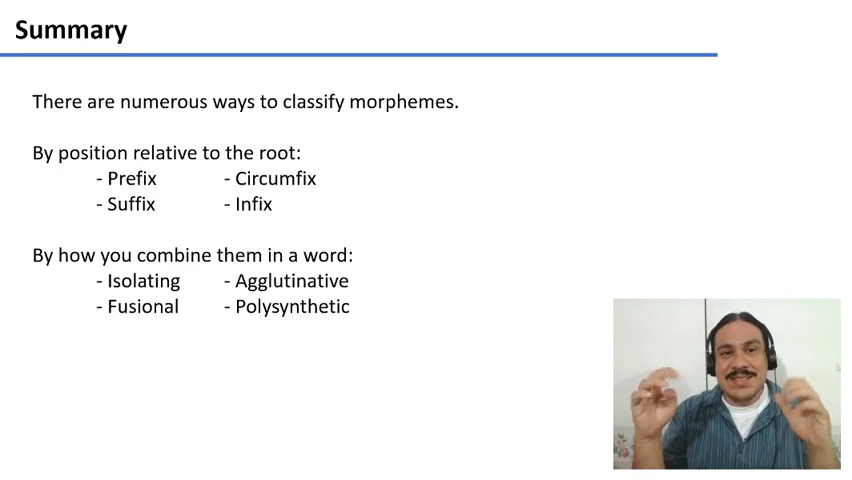 Summary
There are numerous ways to classify morphemes.
By position relative to the root:
- Prefix - Circumfix
- Suffix - Infix
By how you combine them in a word:
- Isolating - Agglutinative
- Fusional - Polysynthetic